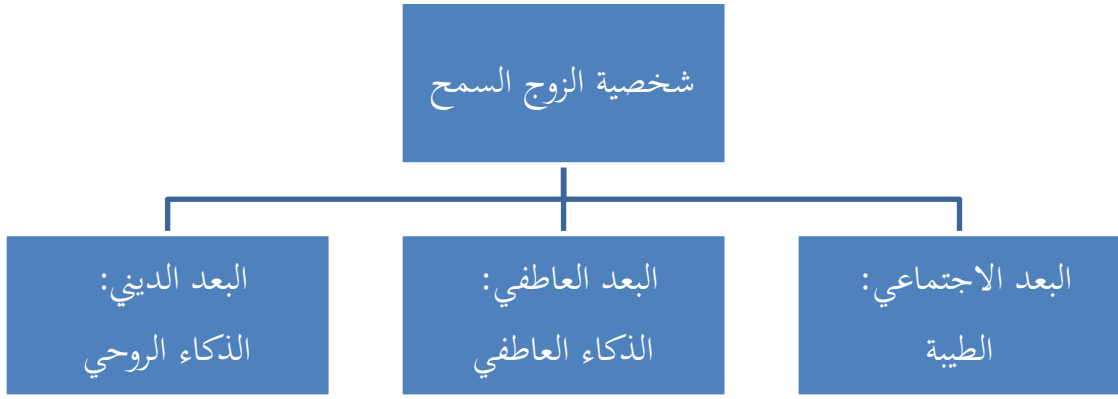 شخصية الزوج السمح
البعد الاجتماعي:
الطيبة
البعد العاطفي:
الذكاء العاطفي
البعد الديني:
الذكاء الروحي